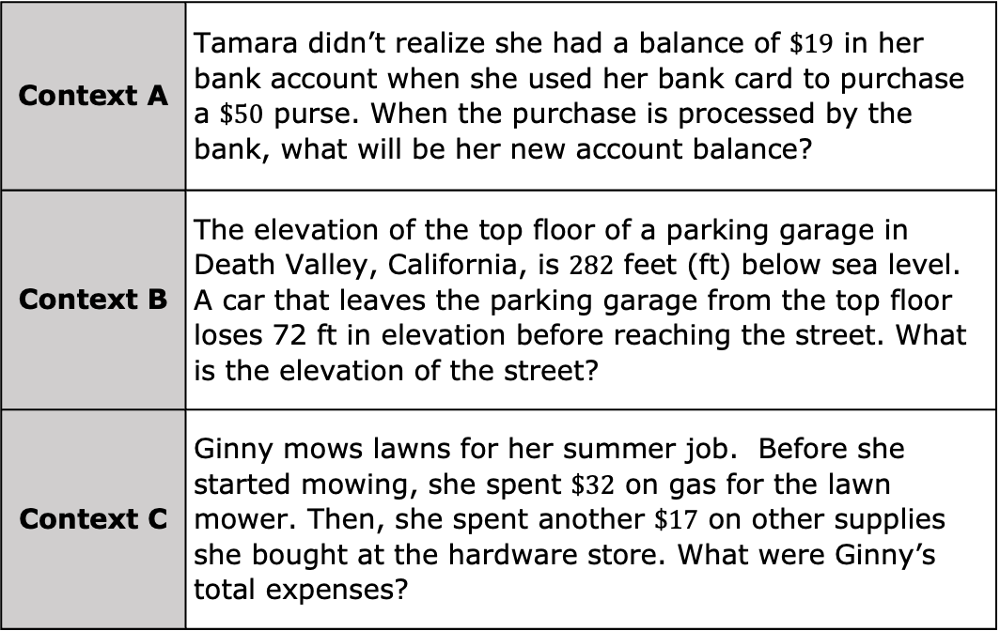 Context A
Tamara didn’t realize she had a balance of $19 in her
bank account when she used her bank card to purchase
a $50 purse. When the purchase is processed by the
bank, what will be her new account balance?
Context B
The elevation of the top floor of a parking garage in
Death Valley, California, is 282 feet (ft) below sea level.
A car that leaves the parking garage from the top floor
loses 72 ft in elevation before reaching the street. What
is the elevation of the street?
Context C
Ginny mows lawns for her summer job.  Before she
started mowing, she spent $32 on gas for the lawn
mower. Then, she spent another $17 on other supplies
she bought at the hardware store. What were Ginny’s
total expenses?